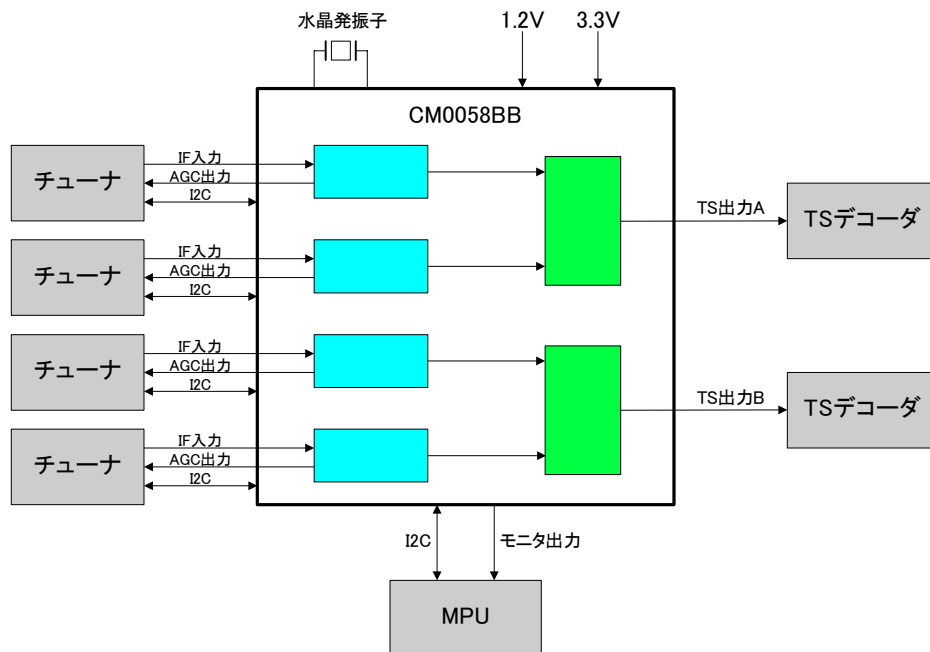 水晶発振子
1.2V
3.3V
CM0058BB
チューナ
IF入力
AGC出力
I2C
TS出力A
TSデコーダ
チューナ
IF入力
AGC出力
I2C
チューナ
IF入力
AGC出力
I2C
TS出力B
TSデコーダ
チューナ
IF入力
AGC出力
I2C
I2C
モニタ出力
MPU